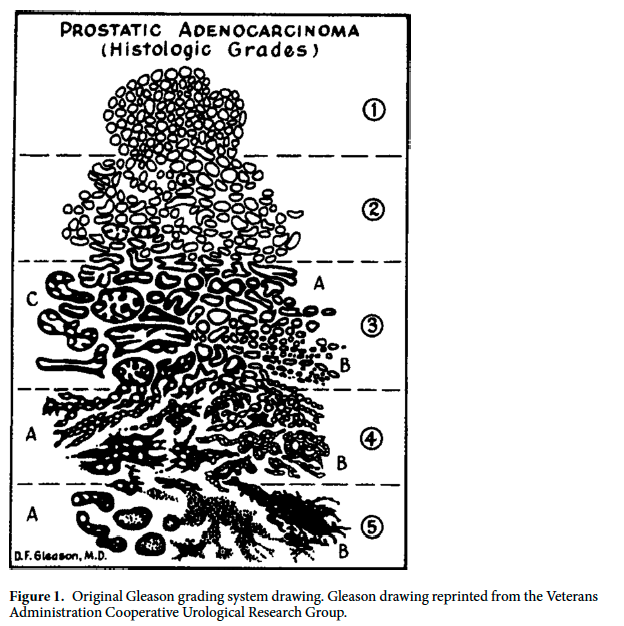 PROSTATIC ADENOCARCINOMA
(Histologic Grades)
1
2
A
C
3
B
A
4
B
A
5
B
D.F. Gleason, M.D.
Figure 1. Original Gleason grading system drawing. Gleason drawing reprinted from the Veterans
Administration Cooperative Urological Research Group.